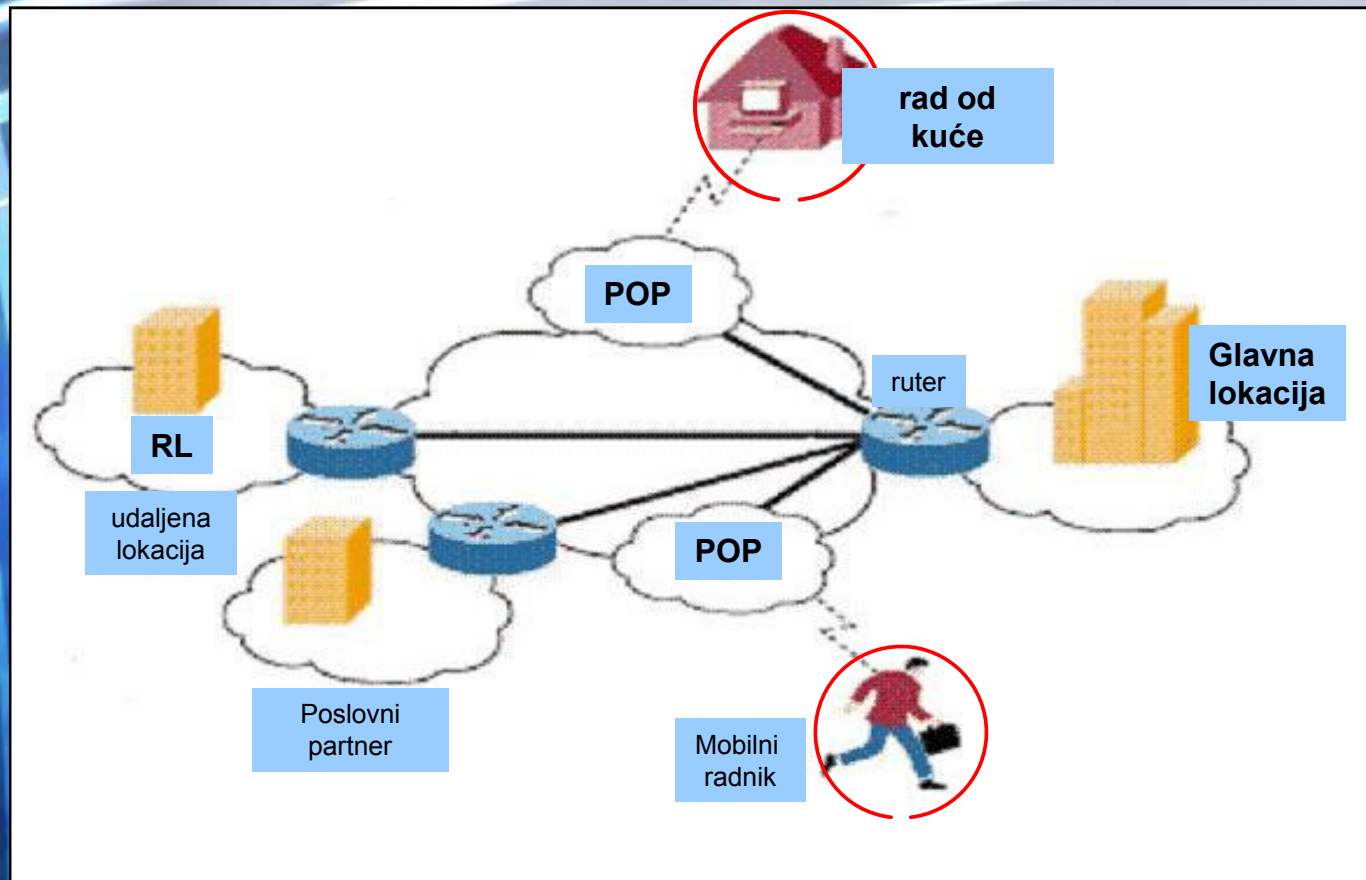 rad od
kuće
POP
ruter
Glavna
lokacija
RL
udaljena
lokacija
POP
Poslovni
partner
Mobilni
radnik